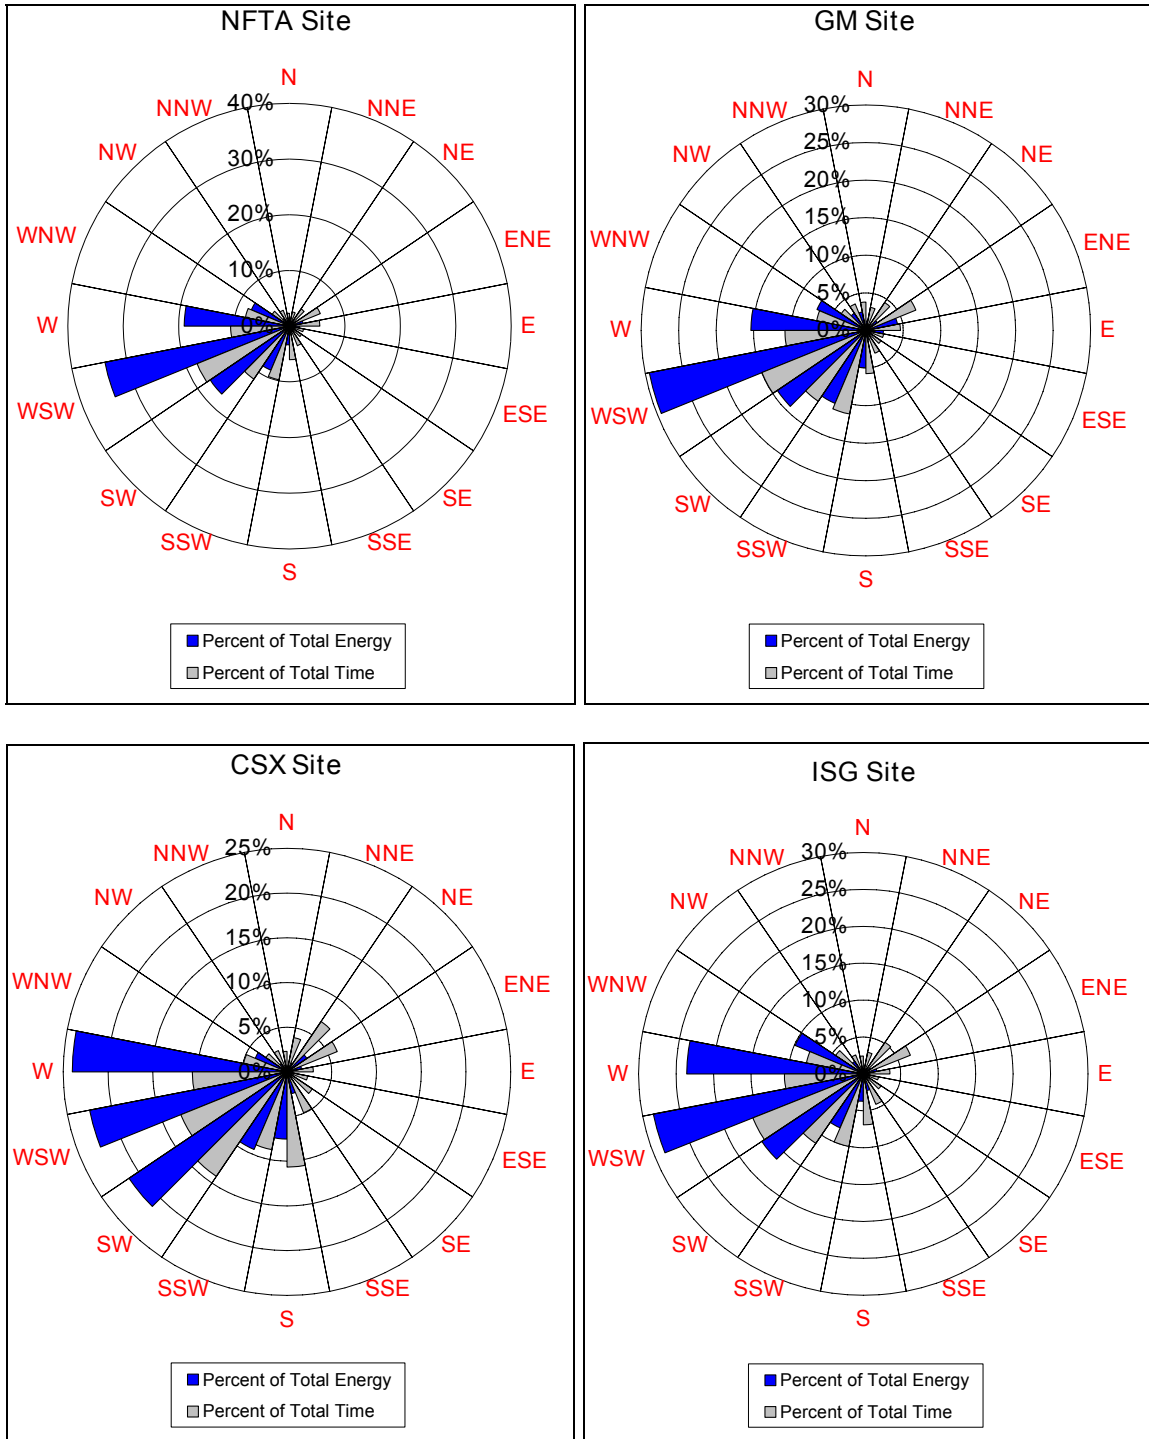 NFTA Site
N
NNE
NE
ENE
E
ESE
SE
SSE
S
SSW
SW
WSW
W
WNW
NW
NNW
40%
30%
20%
10%
0%
Percent of Total Energy
Percent of Total Time
GM Site
N
NNE
NE
ENE
E
ESE
SE
SSE
S
SSW
SW
WSW
W
WNW
NW
NNW
30%
25%
20%
15%
10%
5%
0%
Percent of Total Energy
Percent of Total Time
CSX Site
N
NNE
NE
ENE
E
ESE
SE
SSE
S
SSW
SW
WSW
W
WNW
NW
NNW
25%
20%
15%
10%
5%
0%
Percent of Total Energy
Percent of Total Time
ISG Site
N
NNE
NE
ENE
E
ESE
SE
SSE
S
SSW
SW
WSW
W
WNW
NW
NNW
30%
25%
20%
15%
10%
5%
0%
Percent of Total Energy
Percent of Total Time